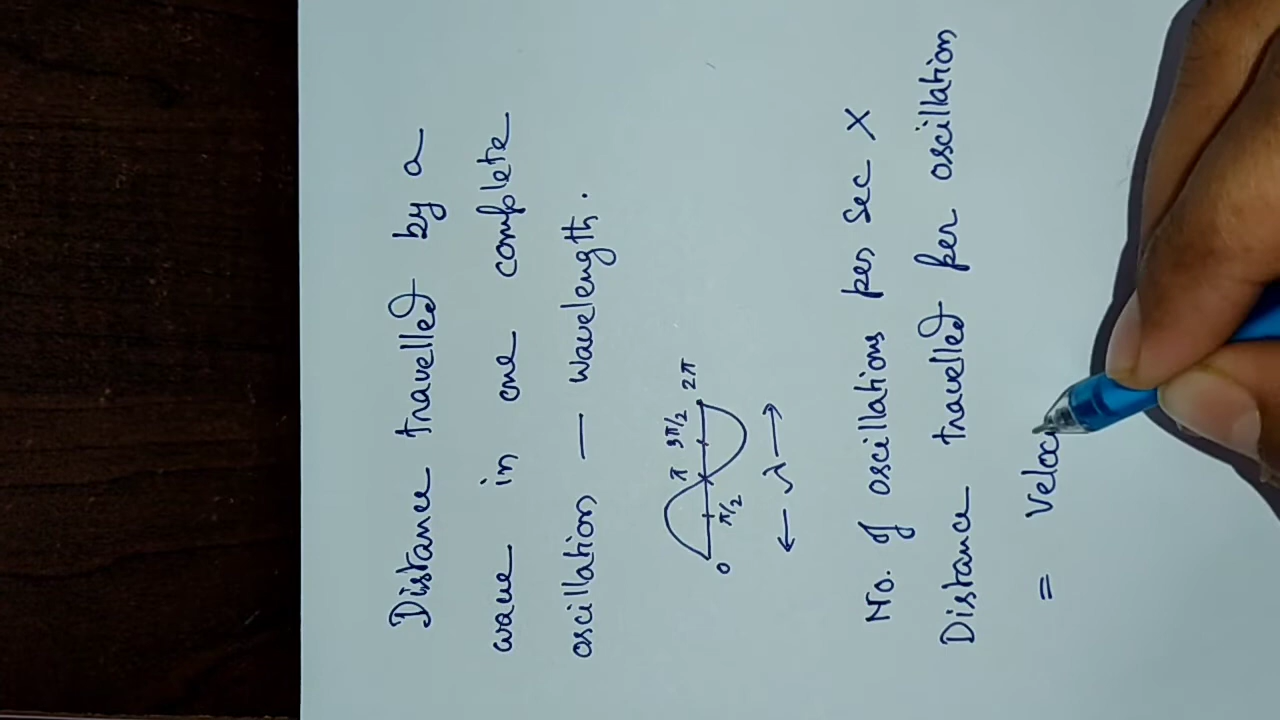 Distance travelled by a
wave in one complete
oscillation — wavelength.
0 π/2 π 3π/2 2π
← λ →
No. of oscillations per sec X
Distance travelled per oscillation
= Veloci